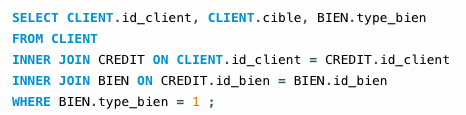 SELECT CLIENT.id_client, CLIENT.cible, BIEN.type_bien
FROM CLIENT
INNER JOIN CREDIT ON CLIENT.id_client = CREDIT.id_client
INNER JOIN BIEN ON CREDIT.id_bien = BIEN.id_bien
WHERE BIEN.type_bien = 1 ;